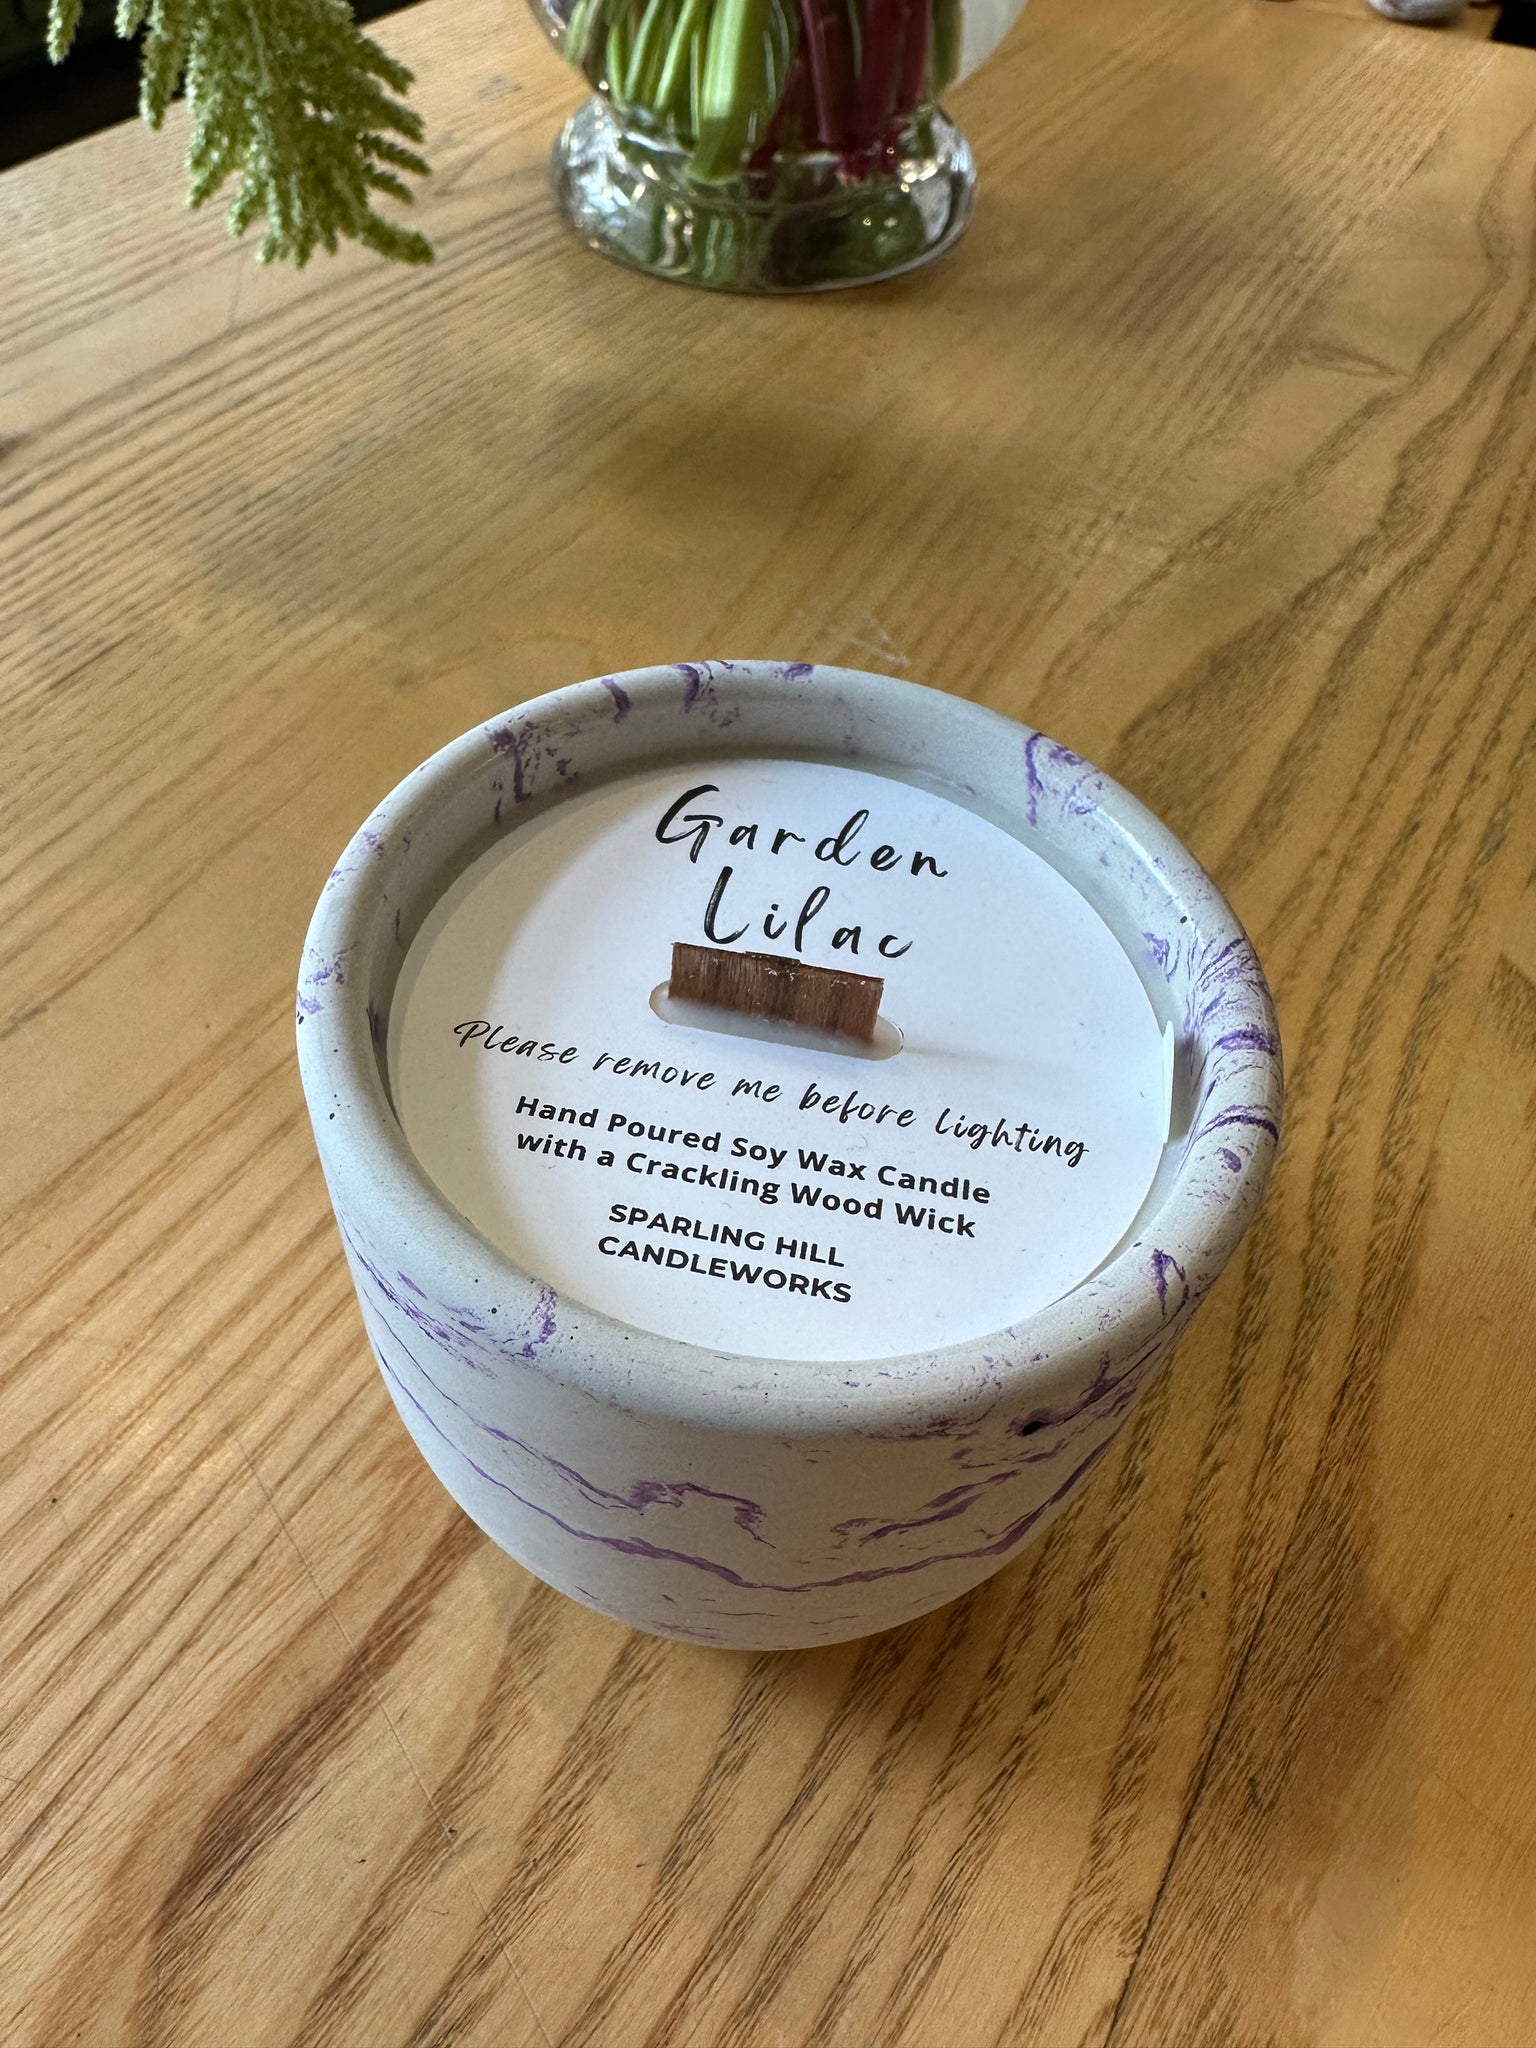 Garden
Lilac
Please remove me before lighting
Hand Poured Soy Wax Candle
with a Crackling Wood Wick
SPARLING HILL
CANDLEWORKS